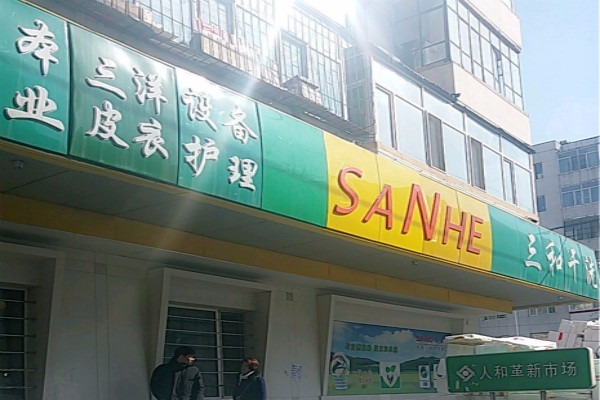 本 三洋 设备
业 皮衣 护理
SANHE
三和干洗
人和革新市场